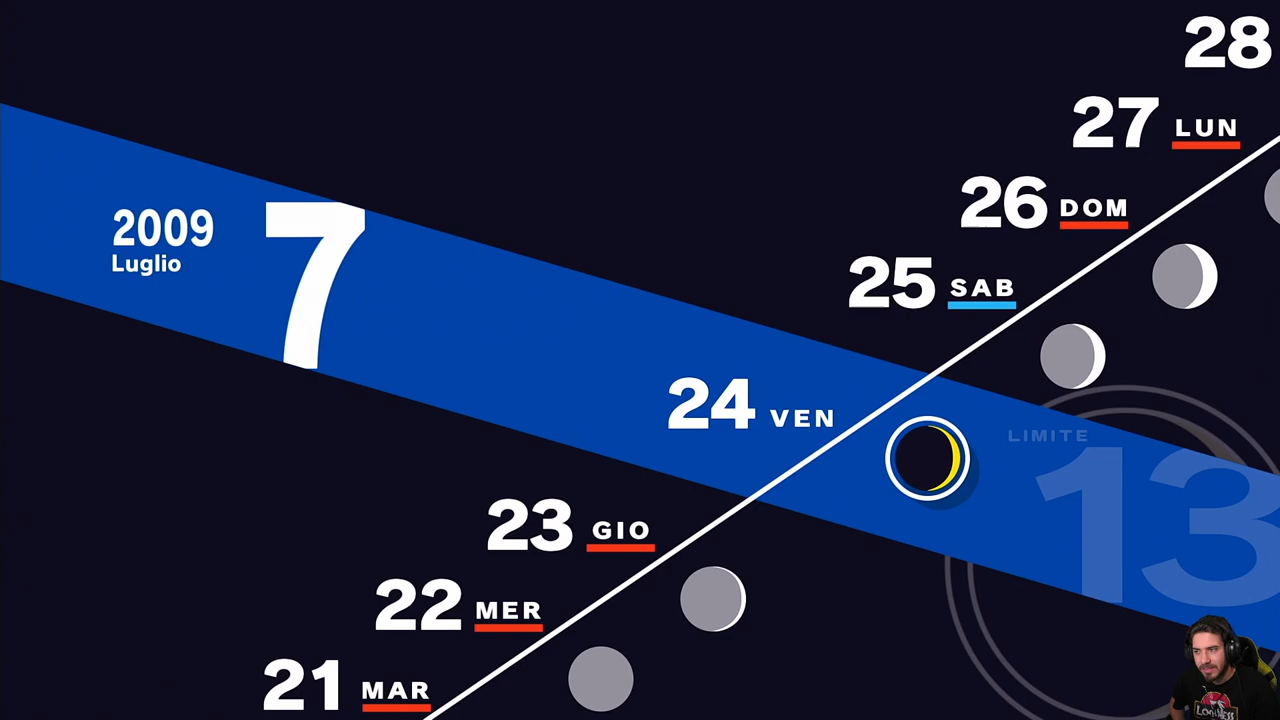 28
27 LUN
26 DOM
25 SAB
2009
Luglio
7
24 VEN
LIMITE
13
23 GIO
22 MER
21 MAR